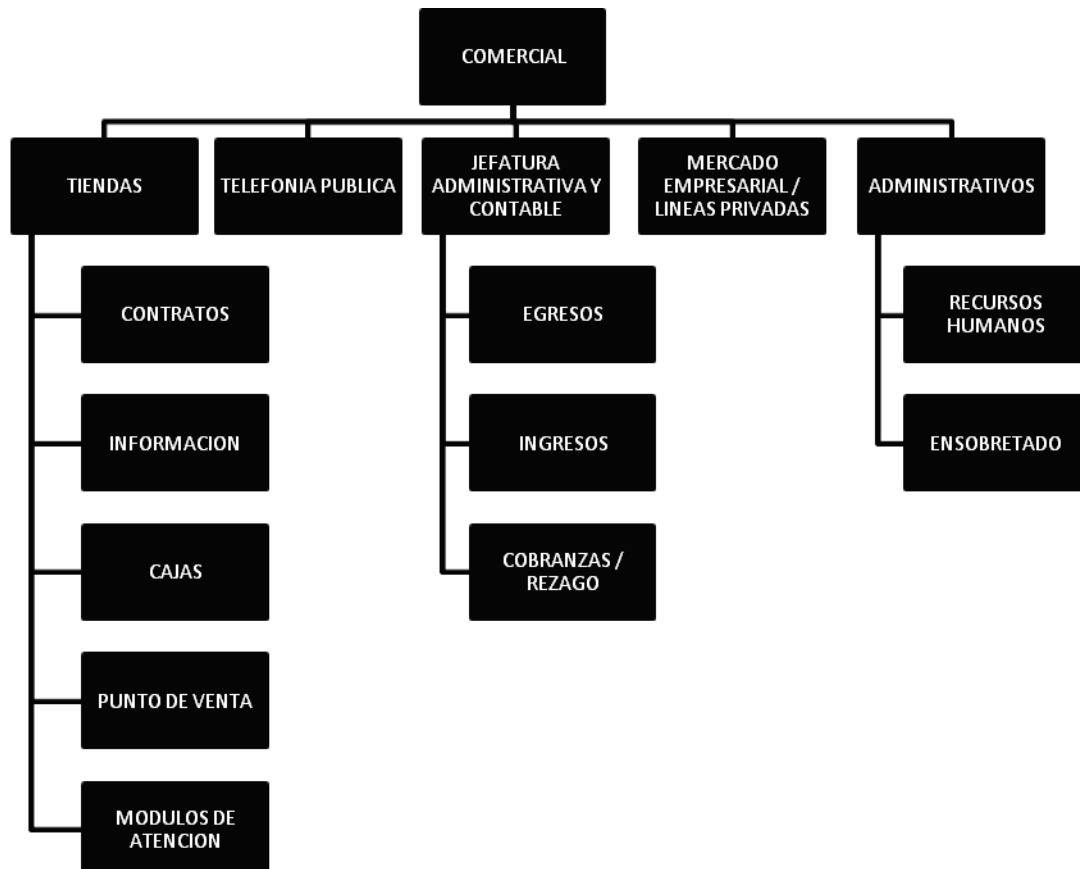 COMERCIAL
TIENDAS
TELEFONIA PUBLICA
JEFATURA
ADMINISTRATIVA Y
CONTABLE
MERCADO
EMPRESARIAL /
LINEAS PRIVADAS
ADMINISTRATIVOS
CONTRATOS
INFORMACION
CAJAS
PUNTO DE VENTA
MODULOS DE
ATENCION
EGRESOS
INGRESOS
COBRANZAS /
REZAGO
RECURSOS
HUMANOS
ENSOBRETADO